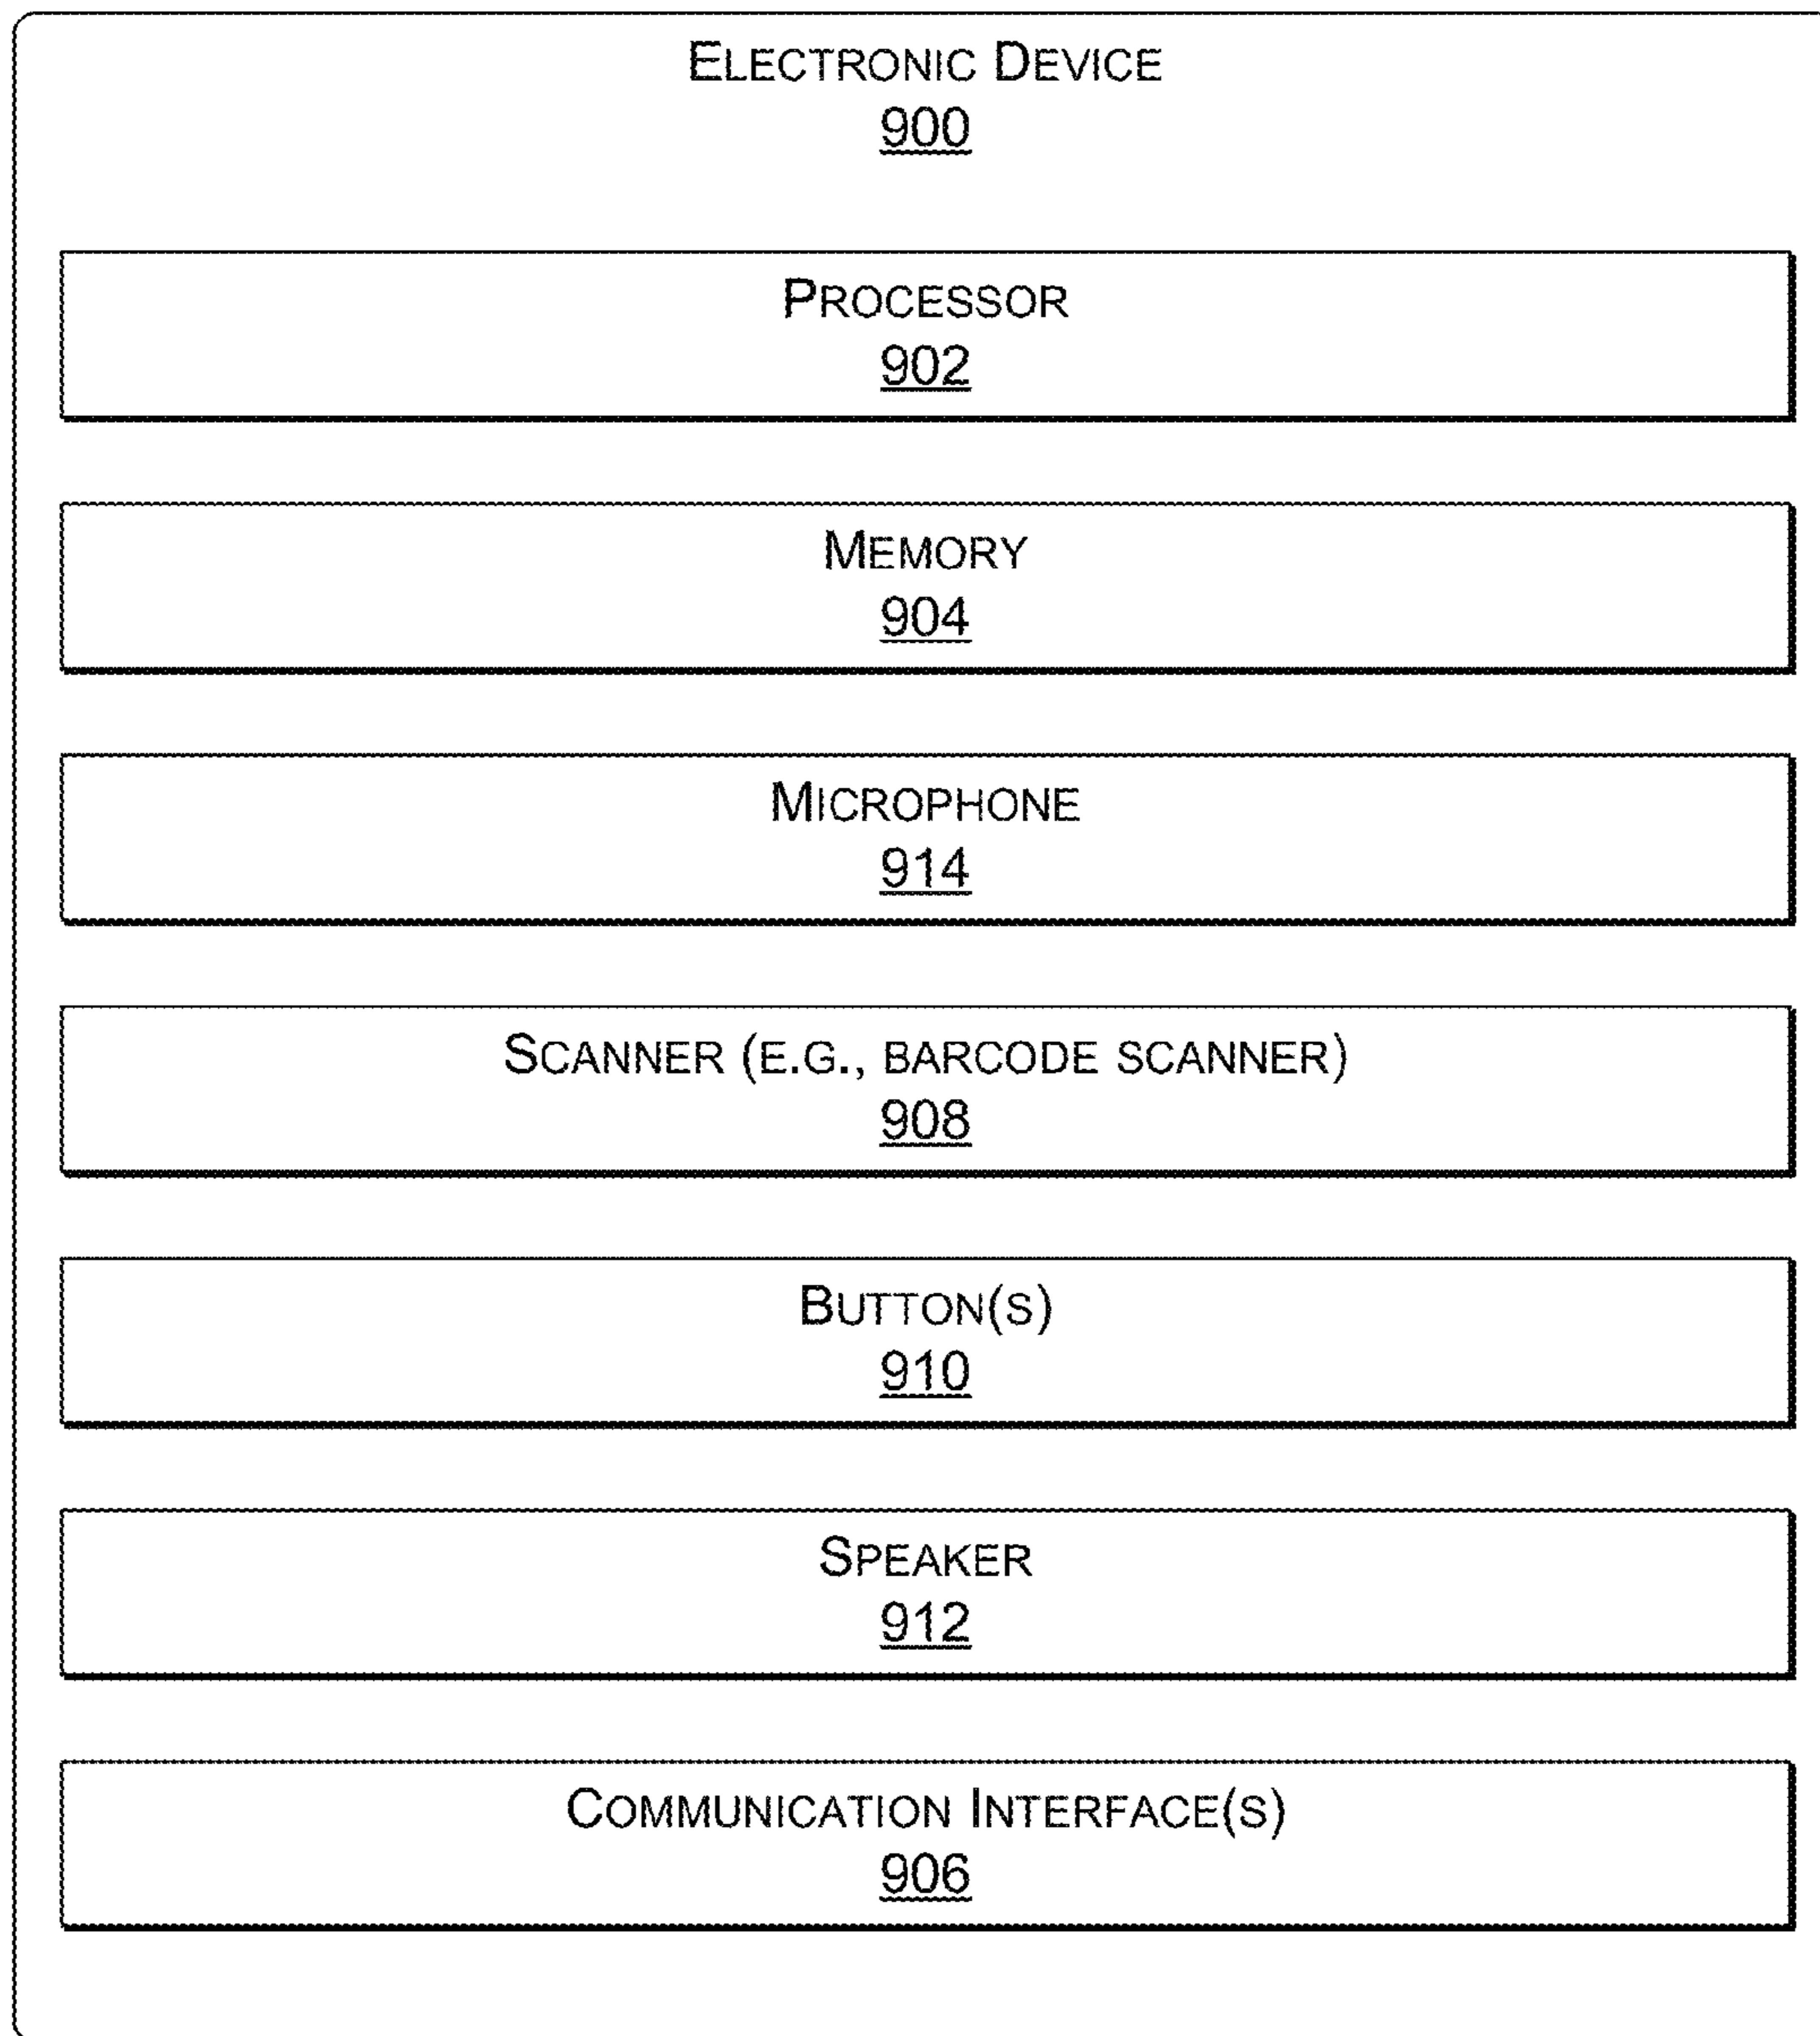 ELECTRONIC DEVICE
900
PROCESSOR
902
MEMORY
904
MICROPHONE
914
SCANNER (E.G., BARCODE SCANNER)
908
BUTTON(S)
910
SPEAKER
912
COMMUNICATION INTERFACE(S)
906